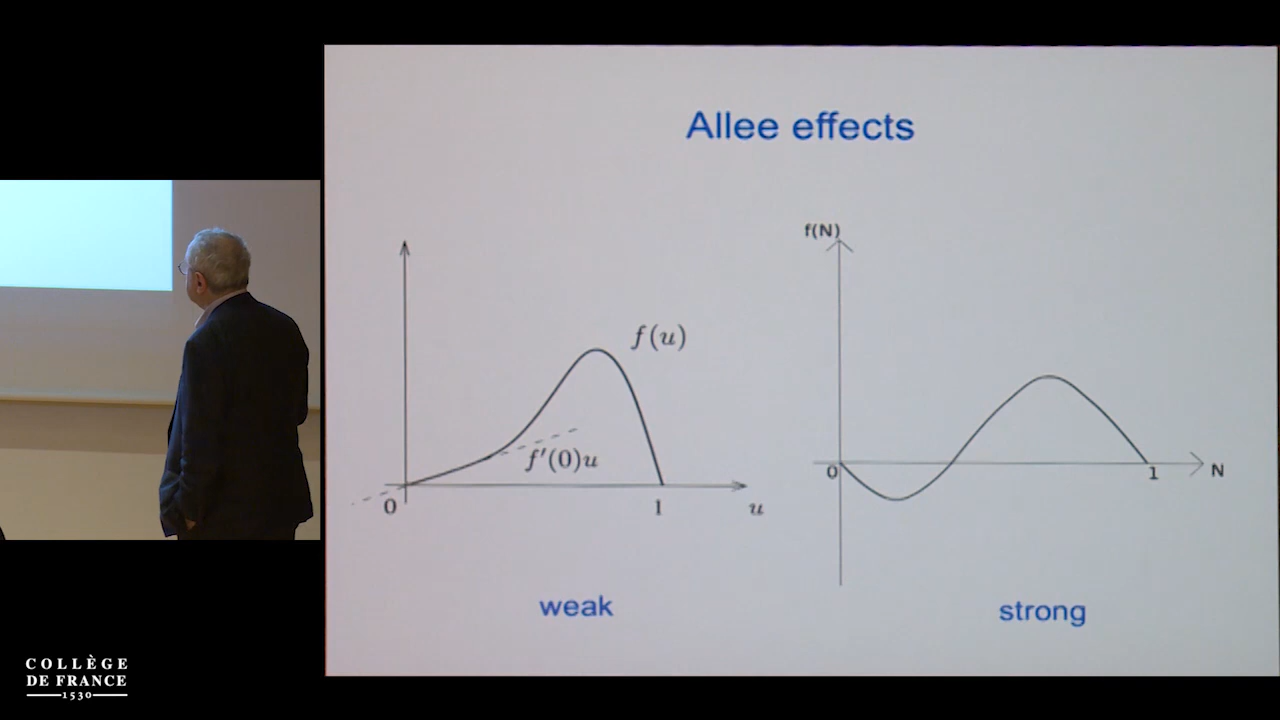 Allee effects
f(u)
f'(0)u
0
1
u
weak
f(N)
0
1
N
strong
COLLÈGE
DE FRANCE
1530